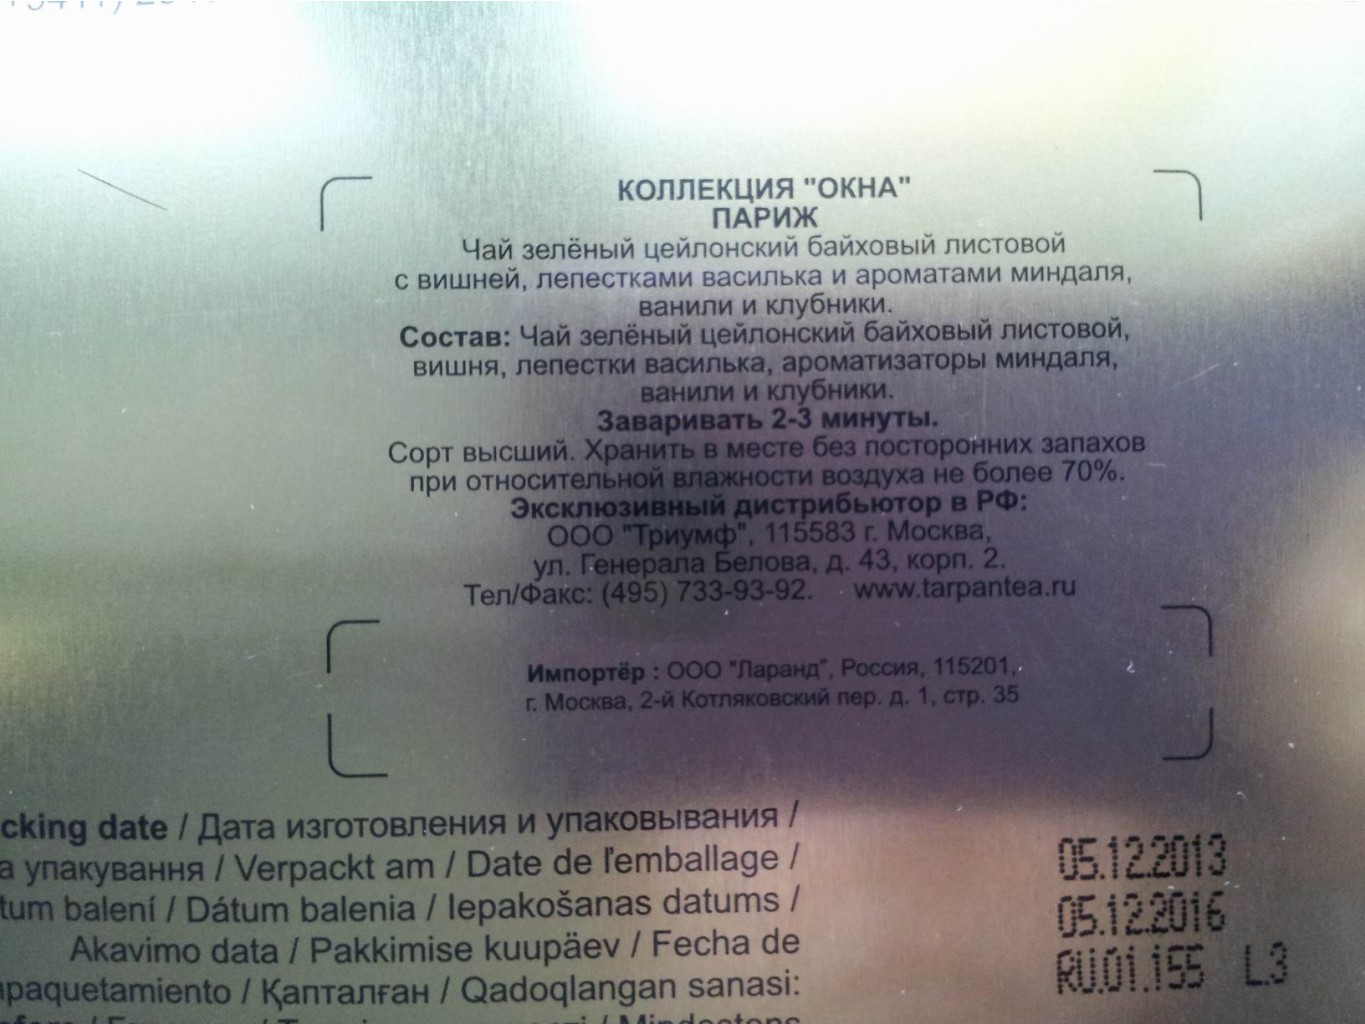 КОЛЛЕКЦИЯ "ОКНА"
ПАРИЖ
Чай зелёный цейлонский байховый листовой
с вишней, лепестками василька и ароматами миндаля,
ванили и клубники.
Состав: Чай зелёный цейлонский байховый листовой,
вишня, лепестки василька, ароматизаторы миндаля,
ванили и клубники.
Заваривать 2-3 минуты.
Сорт высший. Хранить в месте без посторонних запахов
при относительной влажности воздуха не более 70%.
Эксклюзивный дистрибьютор в РФ:
ООО "Триумф", 115583 г. Москва,
ул. Генерала Белова, д. 43, корп. 2.
Тел/Факс: (495) 733-93-92. www.tarpantea.ru
Импортёр : ООО "Ларанд", Россия, 115201,
г. Москва, 2-й Котляковский пер. д. 1, стр. 35
cking date / Дата изготовления и упаковывания /
а упакування / Verpackt am / Date de l'emballage /
tum balení / Dátum balenia / Iepakošanas datums /
Akavimo data / Pakkimise kuupäev / Fecha de
paquetamiento / Қапталған / Qadoqlangan sanasi:
05.12.2013
05.12.2016
RU.01.155 L.3